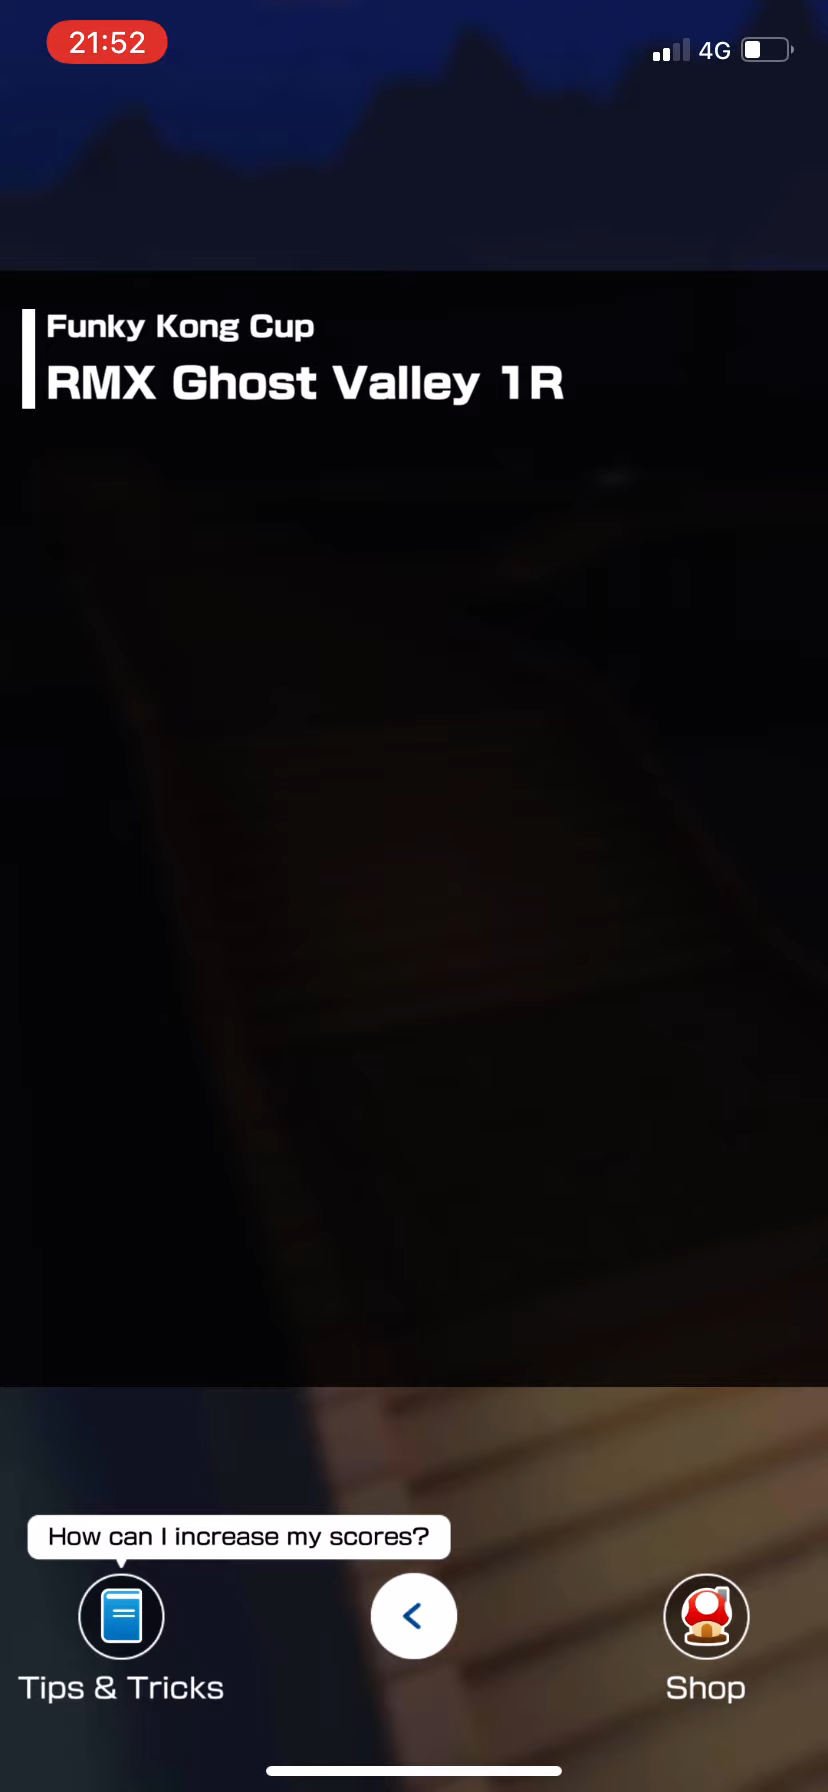 21:52
4G
Funky Kong Cup
RMX Ghost Valley 1R
How can I increase my scores?
Tips & Tricks
Shop